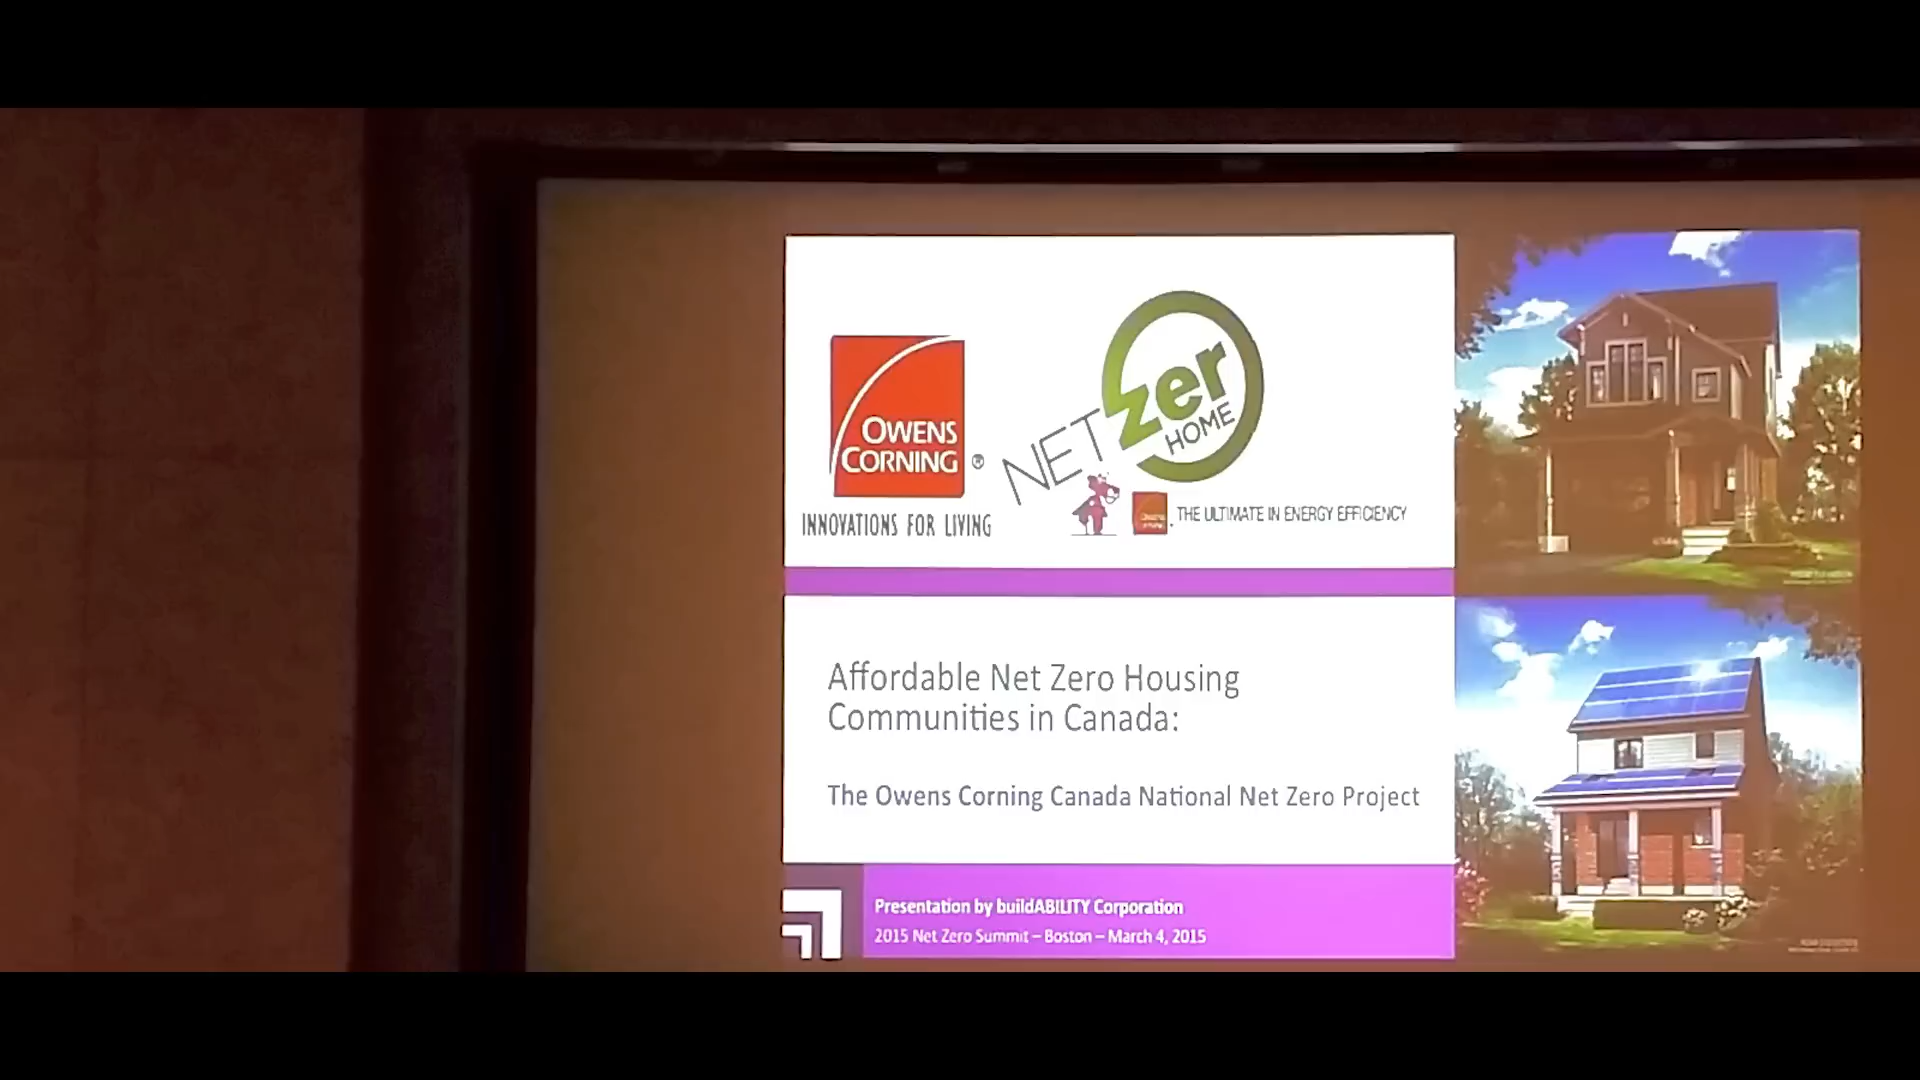 OWENS
CORNING ®
INNOVATIONS FOR LIVING
NET zer
HOME
THE ULTIMATE IN ENERGY EFFICIENCY
Affordable Net Zero Housing
Communities in Canada:
The Owens Corning Canada National Net Zero Project
Presentation by buildABILITY Corporation
2015 Net Zero Summit – Boston – March 4, 2015